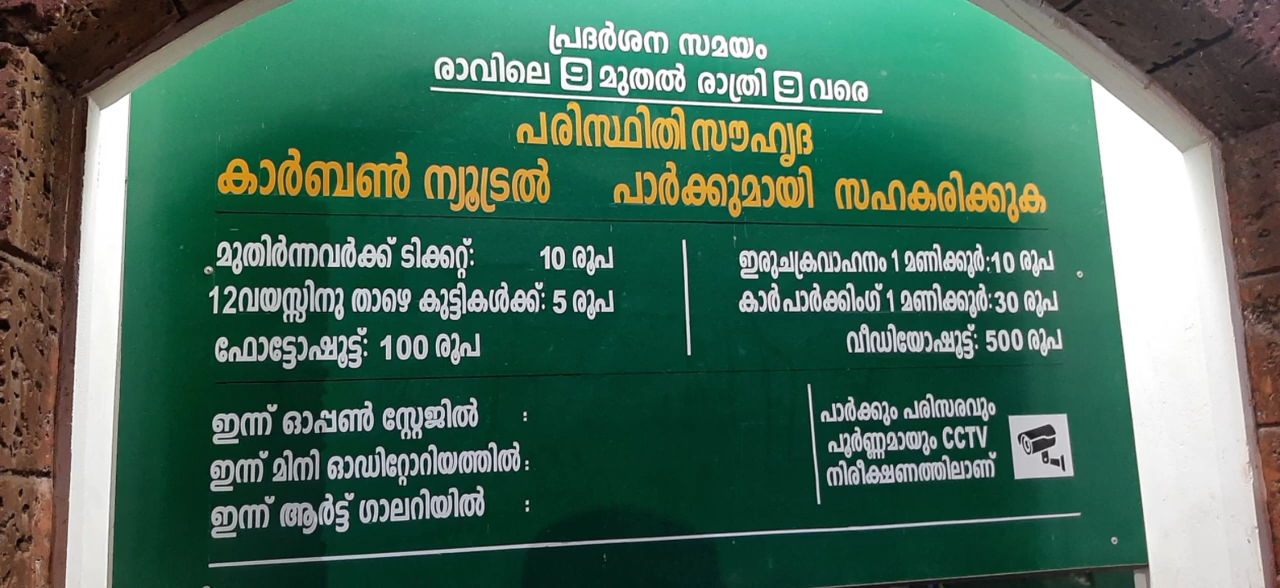 പ്രദർശന സമയം
രാവിലെ 9 മുതൽ രാത്രി 9 വരെ
പരിസ്ഥിതി സൗഹൃദ
കാർബൺ ന്യൂട്രൽ പാർക്കുമായി സഹകരിക്കുക
മുതിർന്നവർക്ക് ടിക്കറ്റ്: 10 രൂപ
12വയസ്സിനു താഴെ കുട്ടികൾക്ക്: 5 രൂപ
ഫോട്ടോഷൂട്ട്: 100 രൂപ
ഇരുചക്രവാഹനം 1 മണിക്കൂർ:10 രൂപ
കാർപാർക്കിംഗ് 1 മണിക്കൂർ:30 രൂപ
വീഡിയോഷൂട്ട്: 500 രൂപ
ഇന്ന് ഓപ്പൺ സ്റ്റേജിൽ :
ഇന്ന് മിനി ഓഡിറ്റോറിയത്തിൽ :
ഇന്ന് ആർട്ട് ഗാലറിയിൽ :
പാർക്കും പരിസരവും
പൂർണ്ണമായും CCTV
നിരീക്ഷണത്തിലാണ്